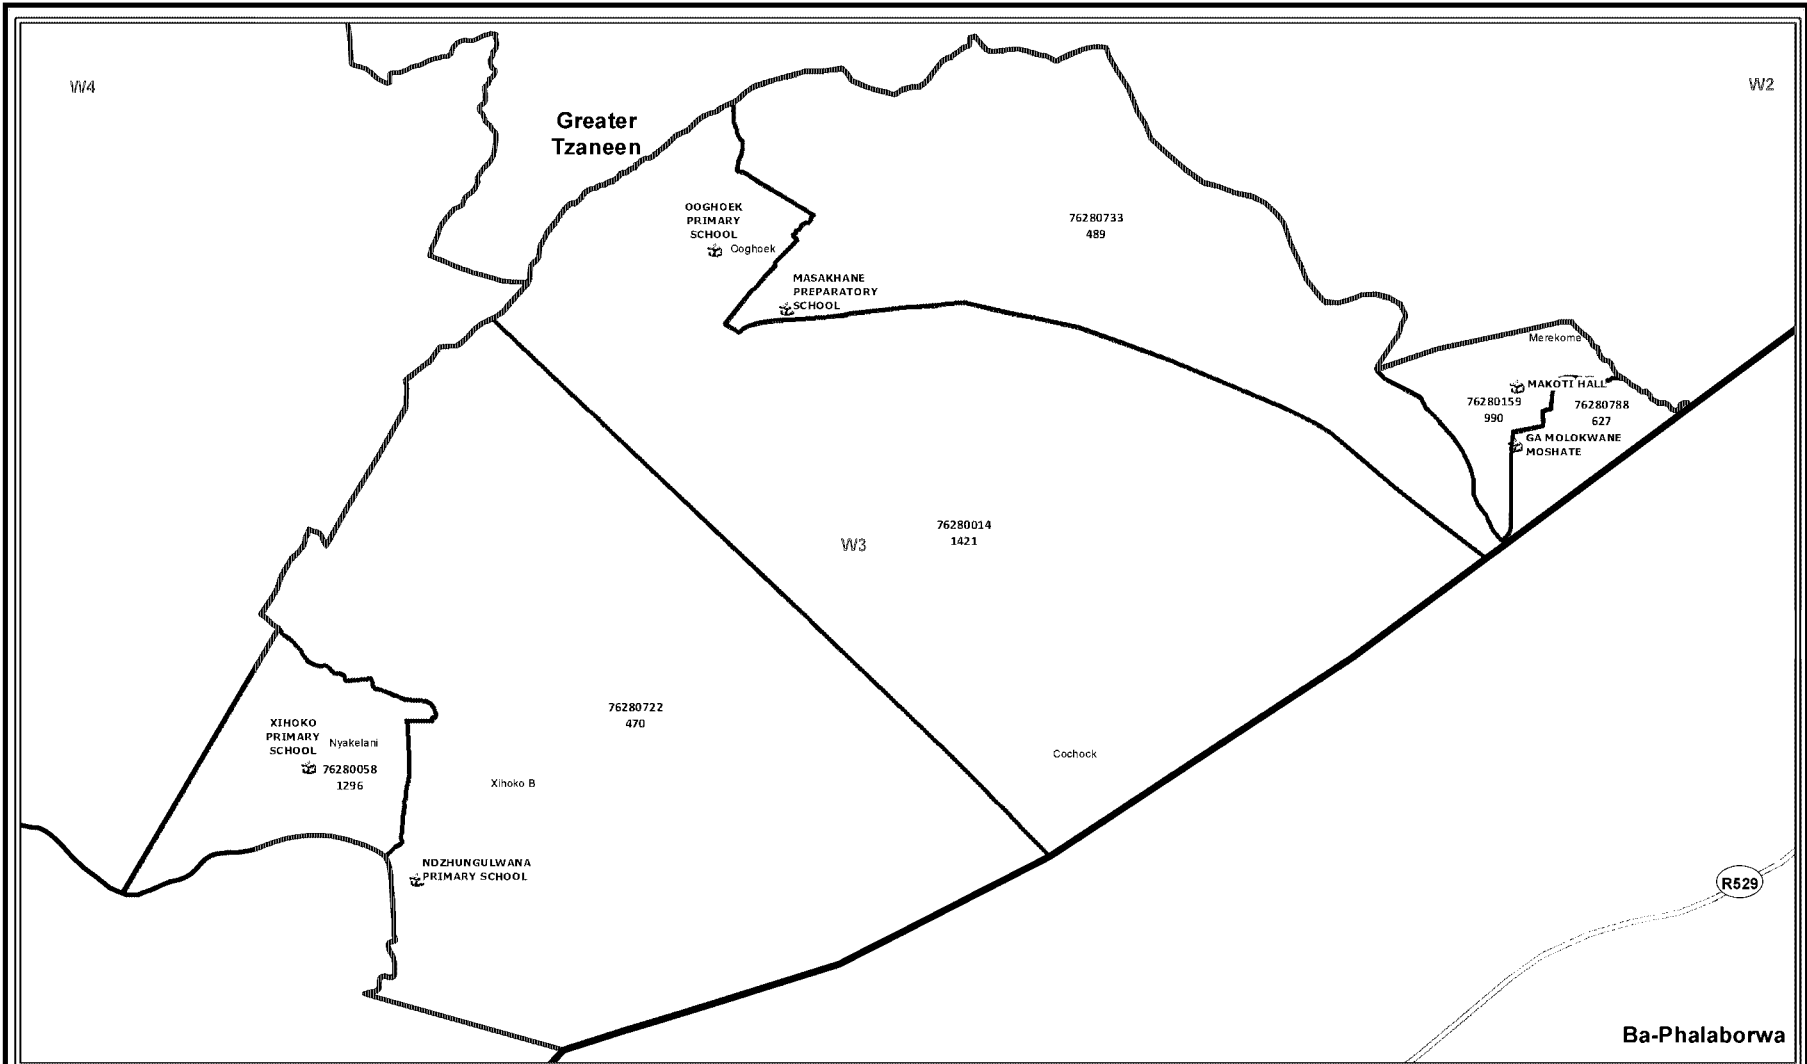 W4
W2
Greater
Tzaneen
OOGHOEK
PRIMARY
SCHOOL
Ooghoek
76280733
489
MASAKHANE
PREPARATORY
SCHOOL
Merekome
MAKOTI HALL
76280159
990
76280788
627
GA MOLOKWANE
MOSHATE
76280014
1421
W3
76280722
470
XIHOKO
PRIMARY
SCHOOL
Nyakelani
76280058
1296
Xihoko B
Cochock
NDZHUNGULWANA
PRIMARY SCHOOL
R529
Ba-Phalaborwa